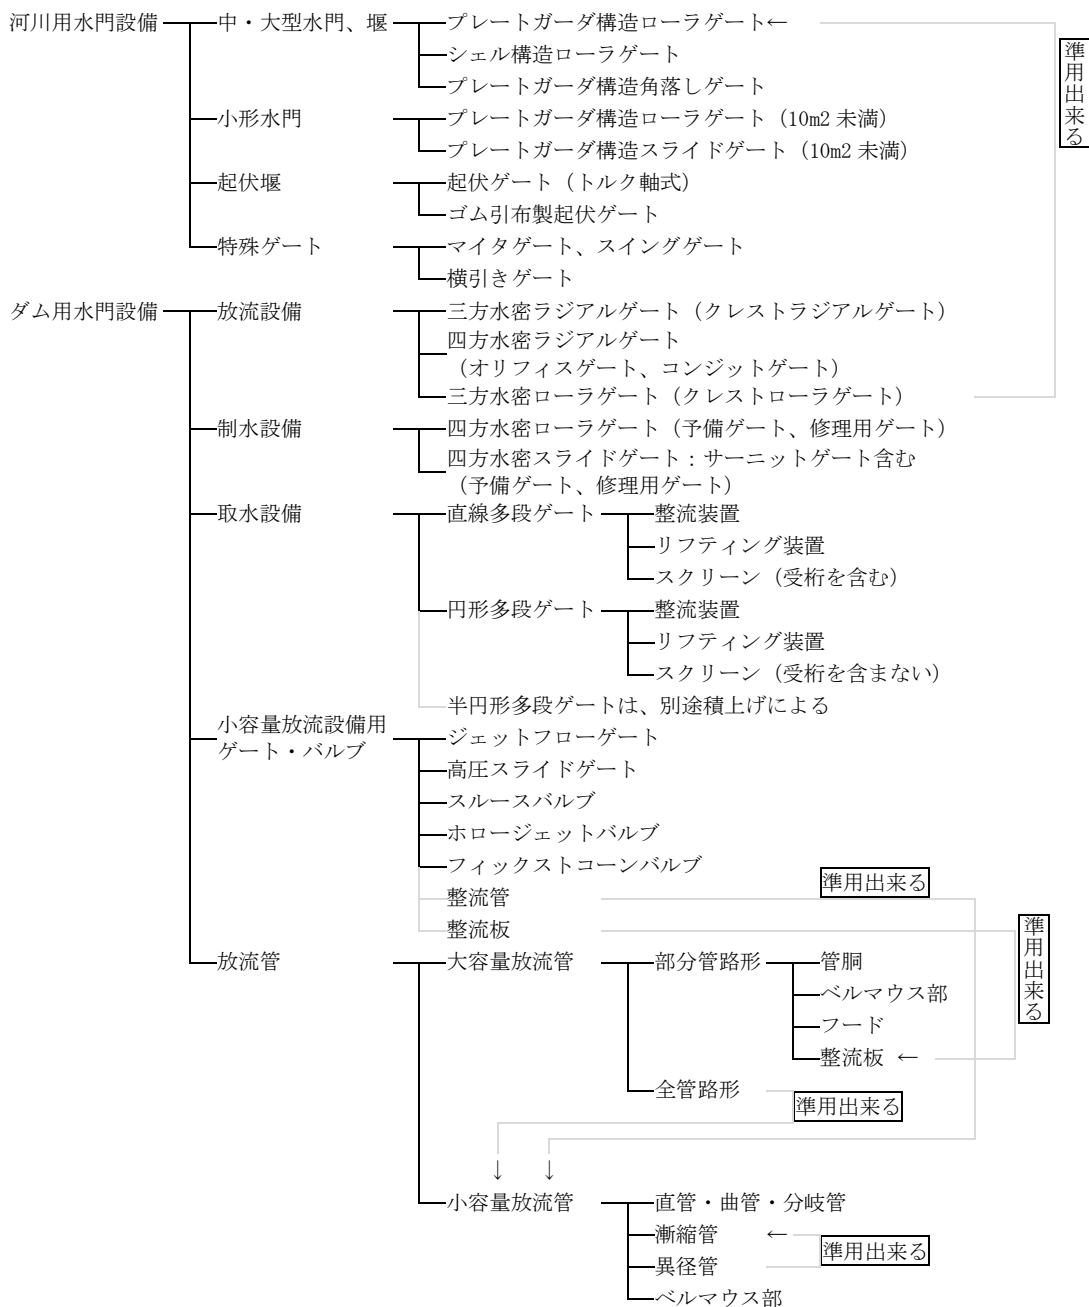 河川用水門設備 中・大型水門、堰 プレートガーダ構造ローラゲート←
シェル構造ローラゲート
プレートガーダ構造角落しゲート
準用出来る
小形水門 プレートガーダ構造ローラゲート（10m2 未満）
プレートガーダ構造スライドゲート（10m2 未満）
起伏堰 起伏ゲート（トルク軸式）
ゴム引布製起伏ゲート
特殊ゲート マイタゲート、スイングゲート
横引きゲート
ダム用水門設備 放流設備 三方水密ラジアルゲート（クレストラジアルゲート）
四方水密ラジアルゲート
（オリフィスゲート、コンジットゲート）
三方水密ローラゲート（クレストローラゲート）
制水設備 四方水密ローラゲート（予備ゲート、修理用ゲート）
四方水密スライドゲート：サーニットゲート含む
（予備ゲート、修理用ゲート）
取水設備 直線多段ゲート 整流装置
リフティング装置
スクリーン（受桁を含む）
円形多段ゲート 整流装置
リフティング装置
スクリーン（受桁を含まない）
半円形多段ゲートは、別途積上げによる
小容量放流設備用
ゲート・バルブ
ジェットフローゲート
高圧スライドゲート
スルースバルブ
ホロージェットバルブ
フィックストコーンバルブ
整流管 準用出来る
整流板
準用出来る
放流管 大容量放流管 部分管路形 管胴
ベルマウス部
フード
整流板 ←
全管路形
準用出来る
↓ ↓
小容量放流管 直管・曲管・分岐管
漸縮管 ←
準用出来る
異径管
ベルマウス部